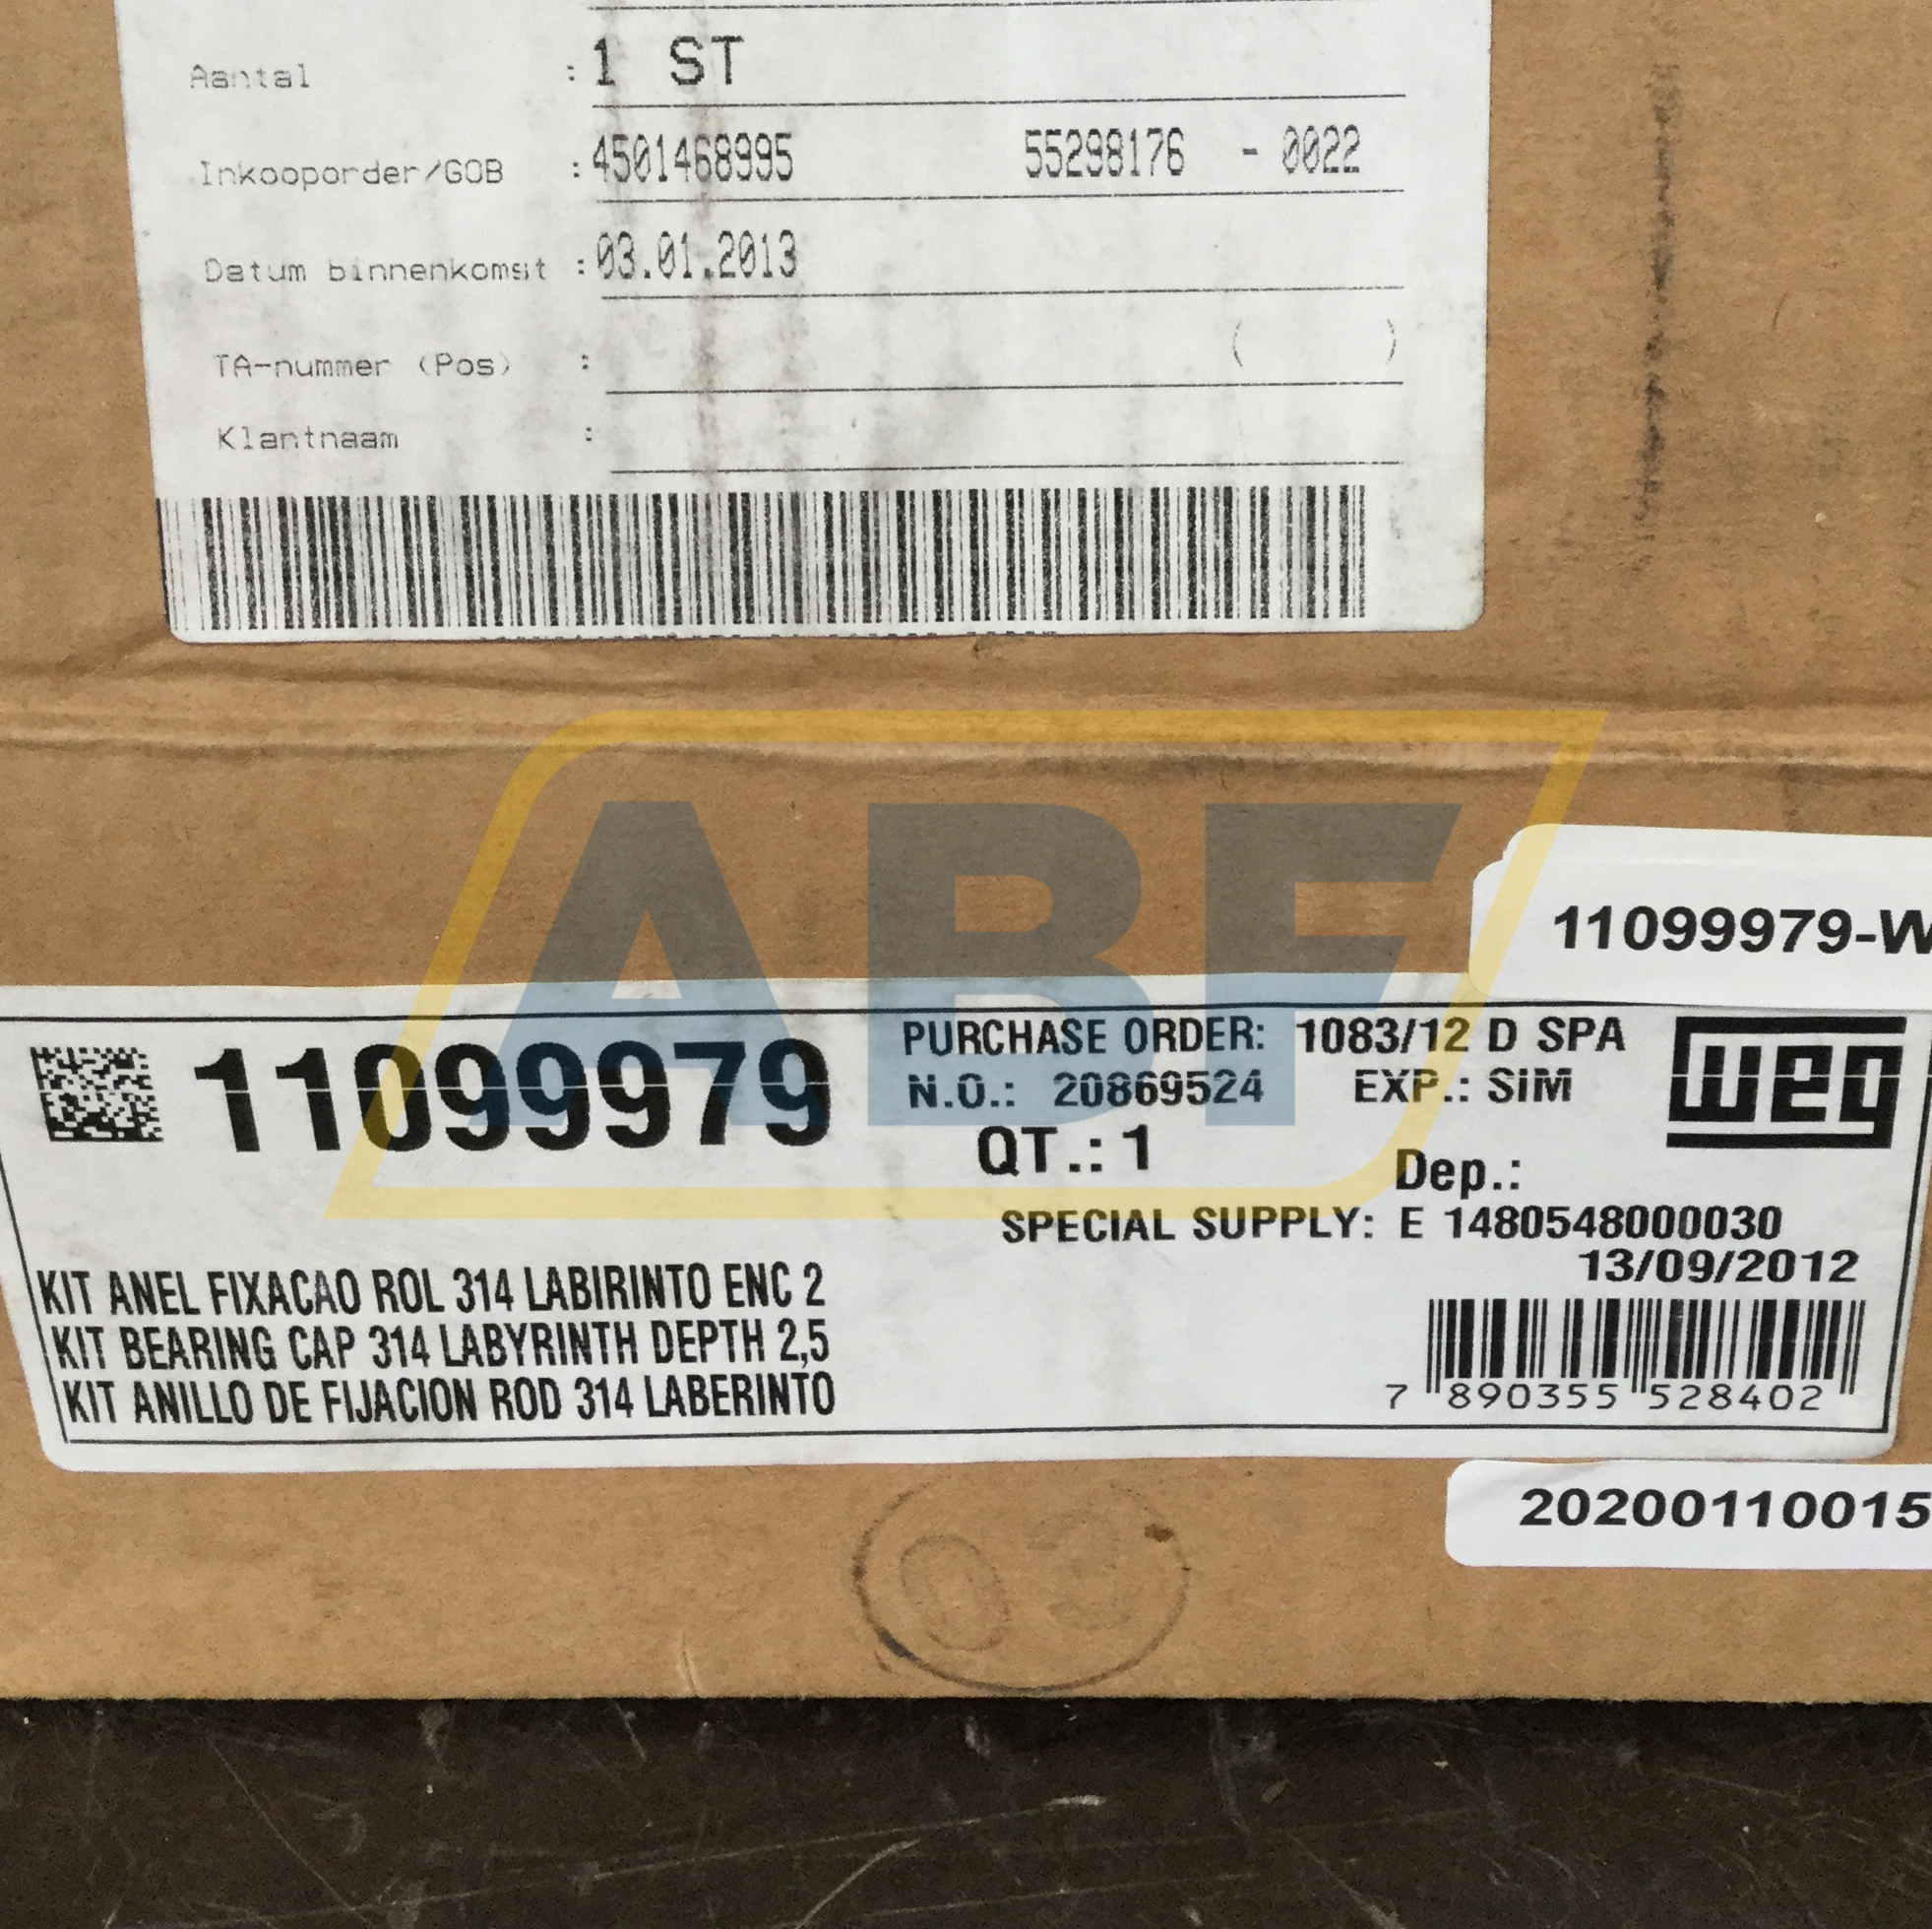 Aantal : 1 ST
Inkooporder/GOB : 4501468995 55298176 - 0022
Datum binnenkomst : 03.01.2013
TA-nummer (Pos) : ( )
Klantnaam :
ABF
11099979-W
11099979
PURCHASE ORDER: 1083/12 D SPA
N.O.: 20869524 EXP.: SIM
weg
QT.: 1
Dep.:
SPECIAL SUPPLY: E 1480548000030
13/09/2012
KIT ANEL FIXACAO ROL 314 LABIRINTO ENC 2
KIT BEARING CAP 314 LABYRINTH DEPTH 2,5
KIT ANILLO DE FIJACION ROD 314 LABERINTO
7 890355 528402
20200110015